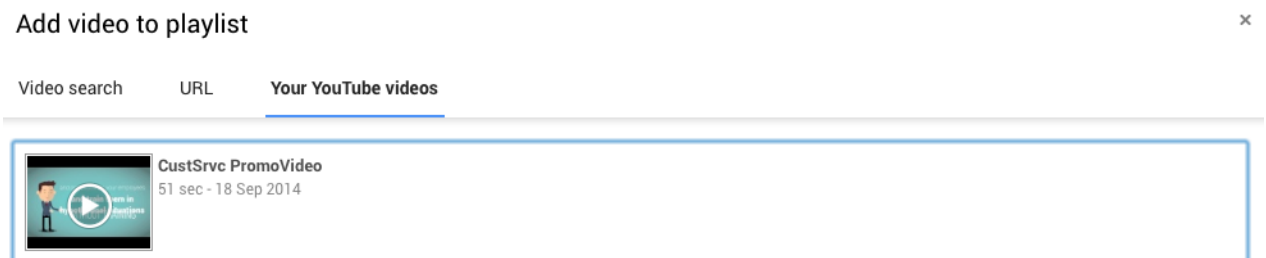 Add video to playlist
×
Video search
URL
Your YouTube videos
CustSrvc PromoVideo
51 sec - 18 Sep 2014